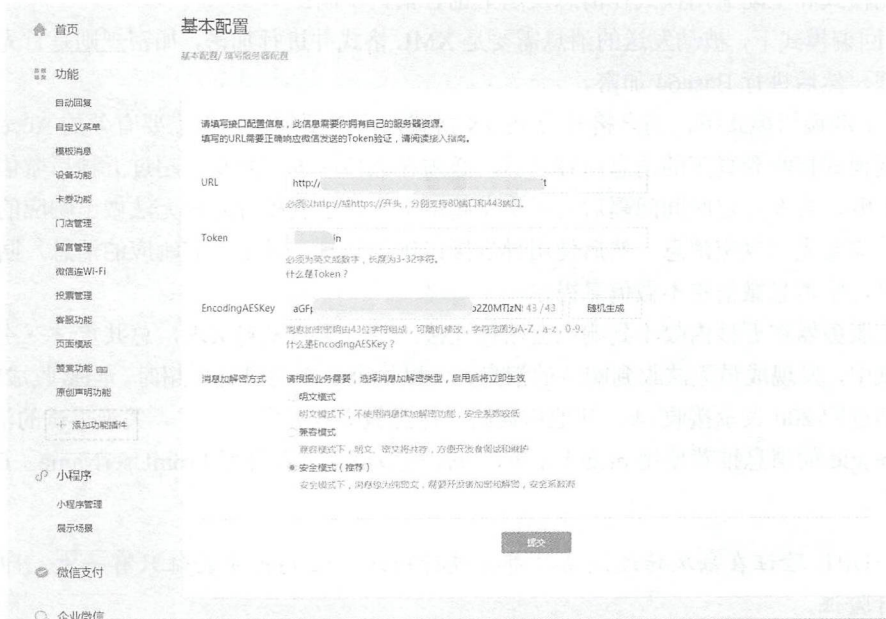 首页
功能
自动回复
自定义菜单
模板消息
设备功能
卡券功能
门店管理
留言管理
微信连Wi-Fi
投票管理
客服功能
页面模板
赞赏功能
原创声明功能
+ 添加功能插件
小程序
小程序管理
展示场景
微信支付
企业微信
基本配置
基本配置/ 填写服务器配置
请填写接口配置信息，此信息需要你拥有自己的服务器资源。
填写的URL需要正确响应微信发送的Token验证，请阅读接入指南。
URL http:// t
必须以http://或https://开头，分别支持80端口和443端口。
Token in
必须为英文或数字，长度为3-32字符。
什么是Token？
EncodingAESKey aGF p2Z0MTlzN 43 /43 随机生成
消息加密密钥由43位字符组成，可随机修改，字符范围为A-Z，a-z，0-9。
什么是EncodingAESKey？
消息加解密方式 请根据业务需要，选择消息加解密类型，启用后将立即生效
明文模式
明文模式下，不使用消息体加解密功能，安全系数较低
兼容模式
兼容模式下，明文、密文将共存，方便开发者调试和维护
安全模式（推荐）
安全模式下，消息包为纯密文，需要开发者加密和解密，安全系数高
提交